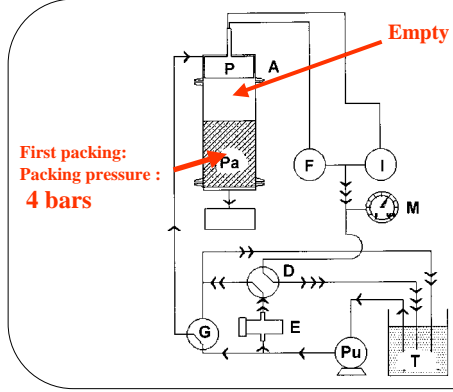 Empty
P
A
First packing:
Packing pressure :
4 bars
Pa
F
I
M
D
G
E
Pu
T